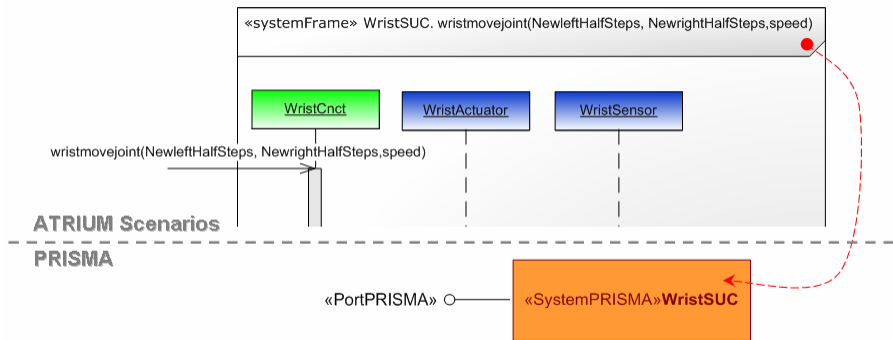 «systemFrame» WristSUC. wristmovejoint(NewleftHalfSteps, NewrightHalfSteps,speed)
WristCnct WristActuator WristSensor
wristmovejoint(NewleftHalfSteps, NewrightHalfSteps,speed)
ATRIUM Scenarios
PRISMA
«PortPRISMA» «SystemPRISMA»WristSUC